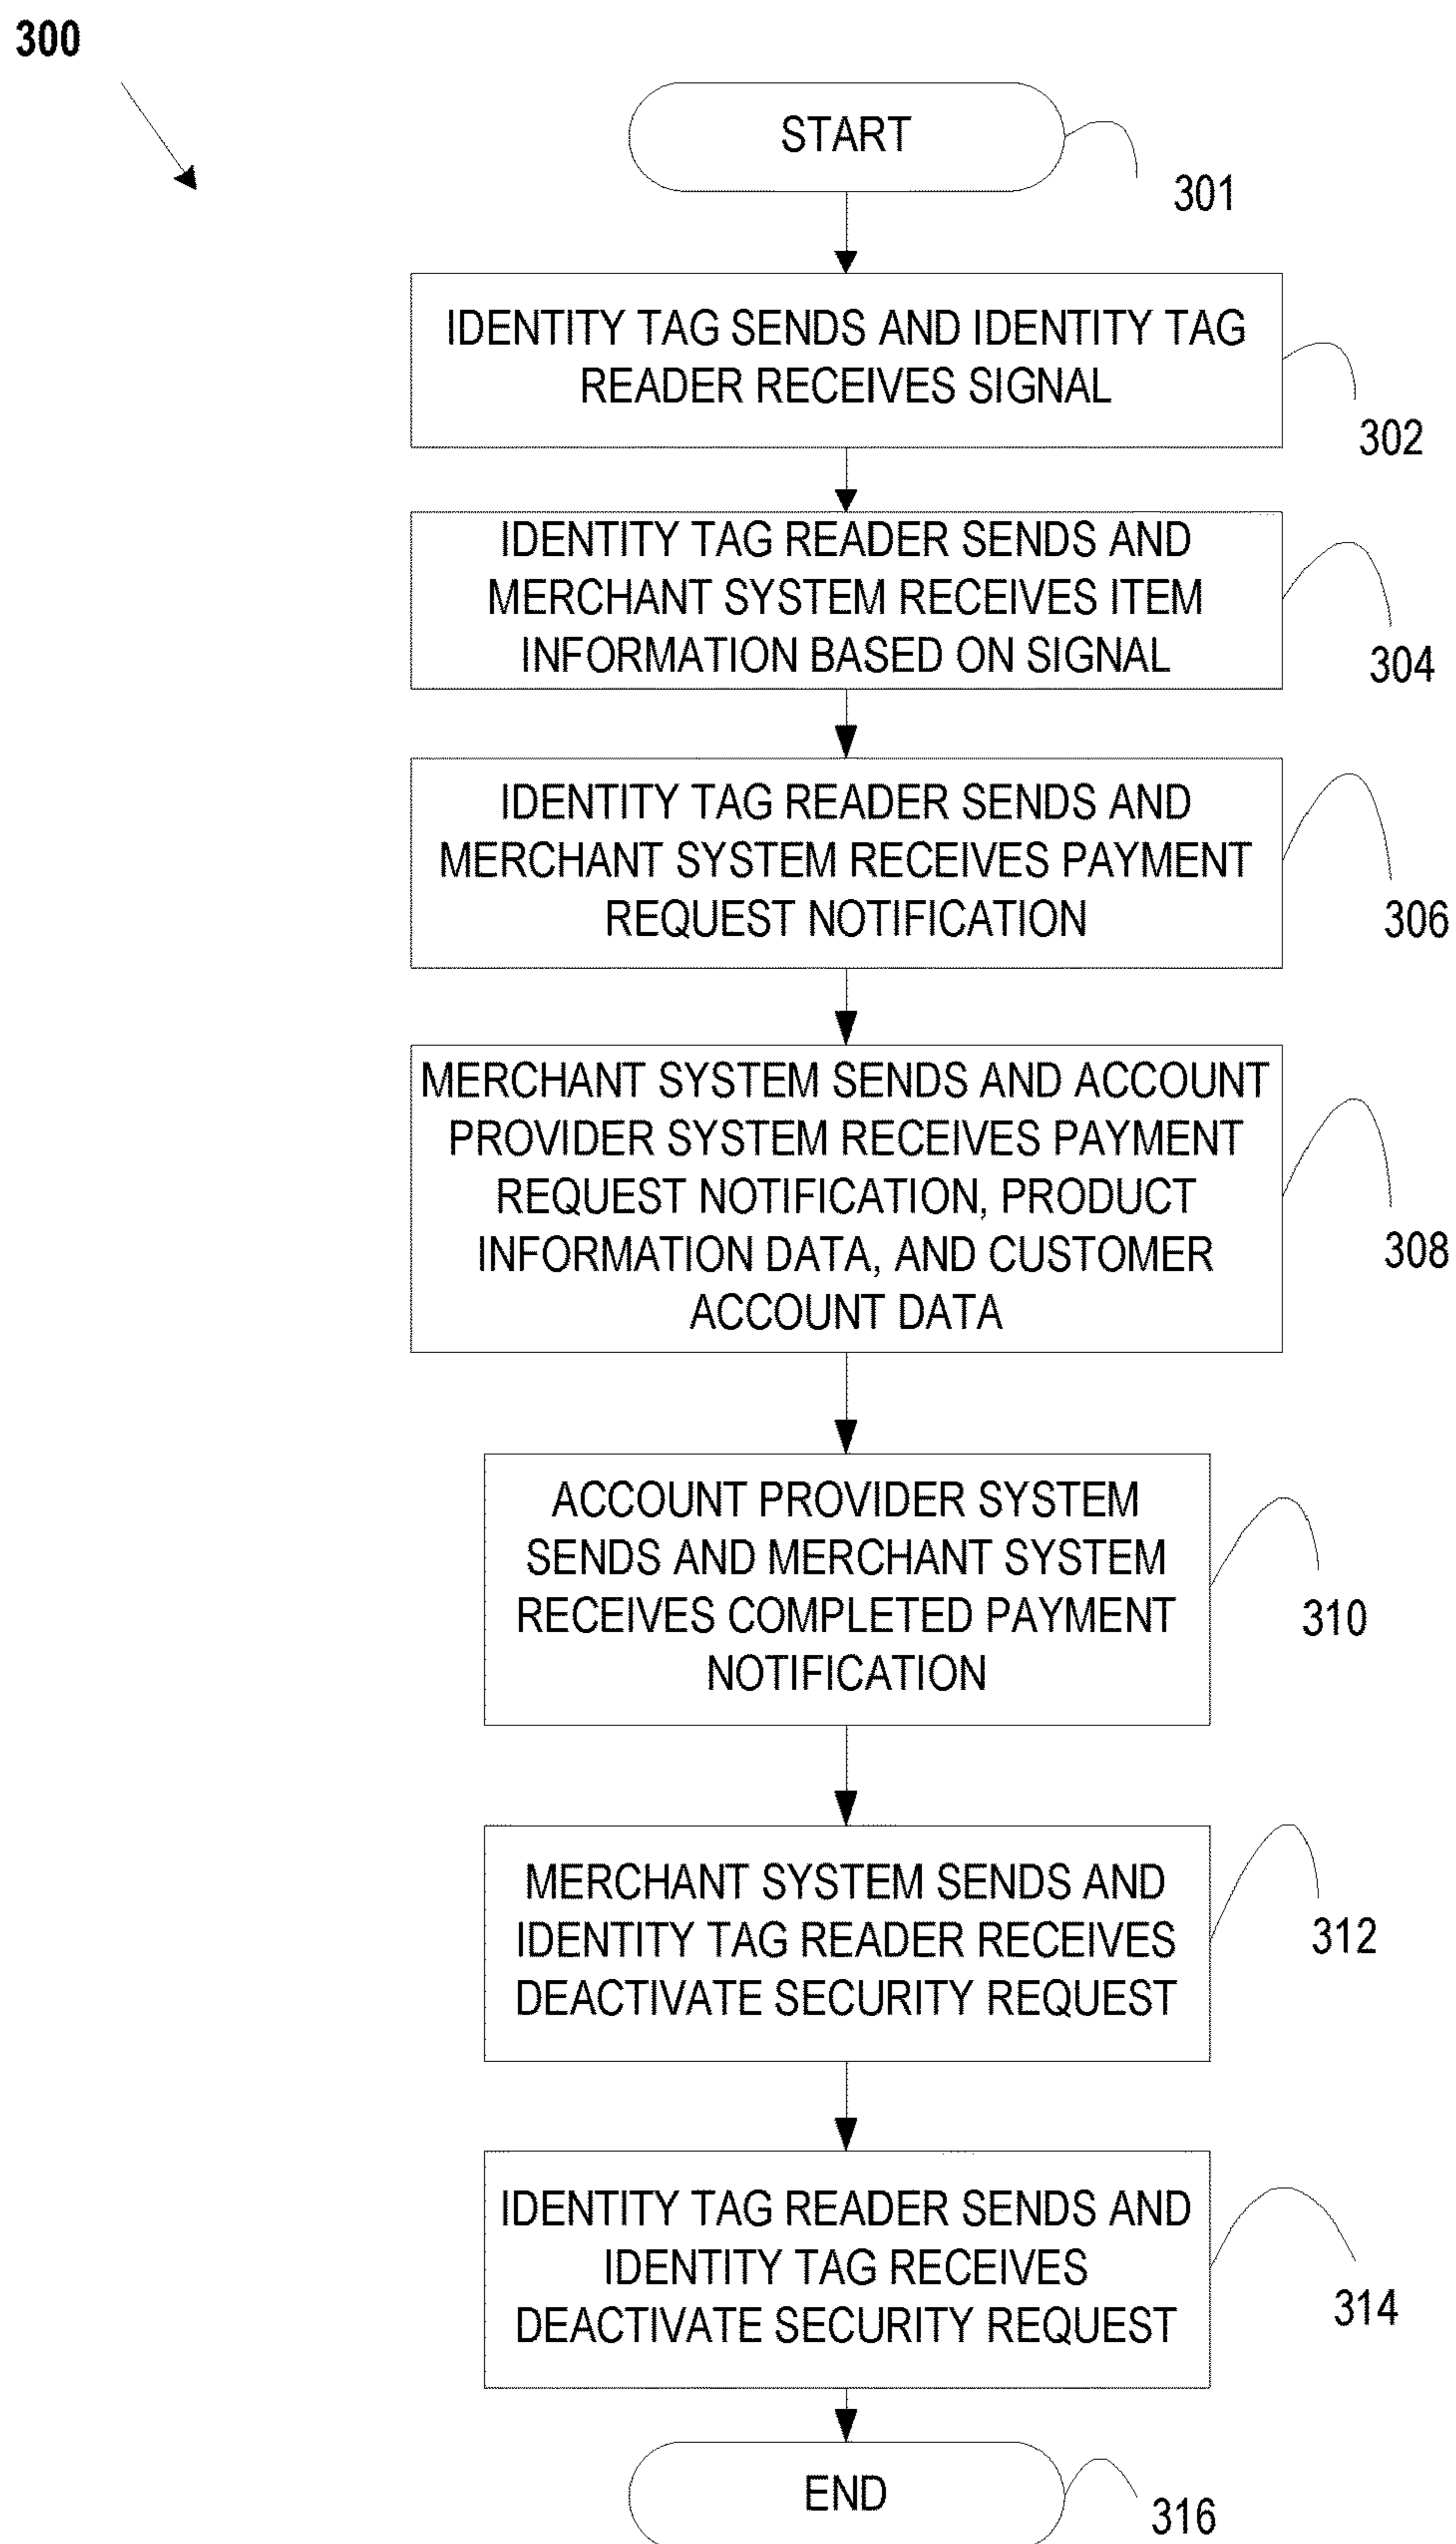 300
START
301
IDENTITY TAG SENDS AND IDENTITY TAG
READER RECEIVES SIGNAL
302
IDENTITY TAG READER SENDS AND
MERCHANT SYSTEM RECEIVES ITEM
INFORMATION BASED ON SIGNAL
304
IDENTITY TAG READER SENDS AND
MERCHANT SYSTEM RECEIVES PAYMENT
REQUEST NOTIFICATION
306
MERCHANT SYSTEM SENDS AND ACCOUNT
PROVIDER SYSTEM RECEIVES PAYMENT
REQUEST NOTIFICATION, PRODUCT
INFORMATION DATA, AND CUSTOMER
ACCOUNT DATA
308
ACCOUNT PROVIDER SYSTEM
SENDS AND MERCHANT SYSTEM
RECEIVES COMPLETED PAYMENT
NOTIFICATION
310
MERCHANT SYSTEM SENDS AND
IDENTITY TAG READER RECEIVES
DEACTIVATE SECURITY REQUEST
312
IDENTITY TAG READER SENDS AND
IDENTITY TAG RECEIVES
DEACTIVATE SECURITY REQUEST
314
END
316